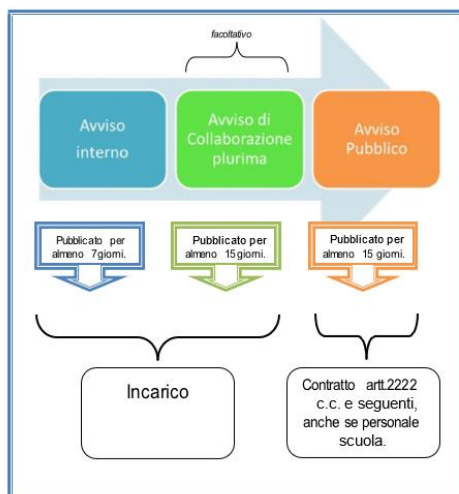 facoltativo
Avviso
interno
Avviso di
Collaborazione
plurima
Avviso
Pubblico
Pubblicato per
almeno 7giorni.
Pubblicato per
almeno 15giorni.
Pubblicato per
almeno 15 giorni.
Incarico
Contratto artt.2222
c.c. e seguenti,
anche se personale
scuola.